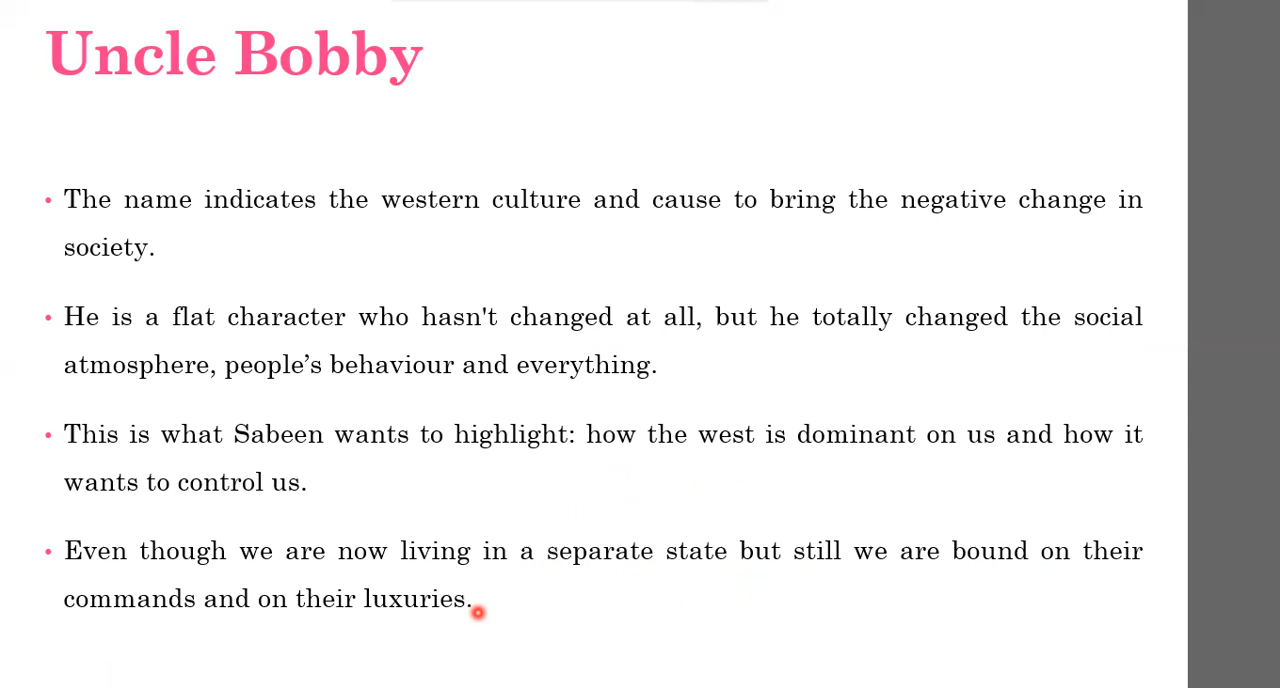 Uncle Bobby
• The name indicates the western culture and cause to bring the negative change in
society.
• He is a flat character who hasn't changed at all, but he totally changed the social
atmosphere, people’s behaviour and everything.
• This is what Sabeen wants to highlight: how the west is dominant on us and how it
wants to control us.
• Even though we are now living in a separate state but still we are bound on their
commands and on their luxuries.